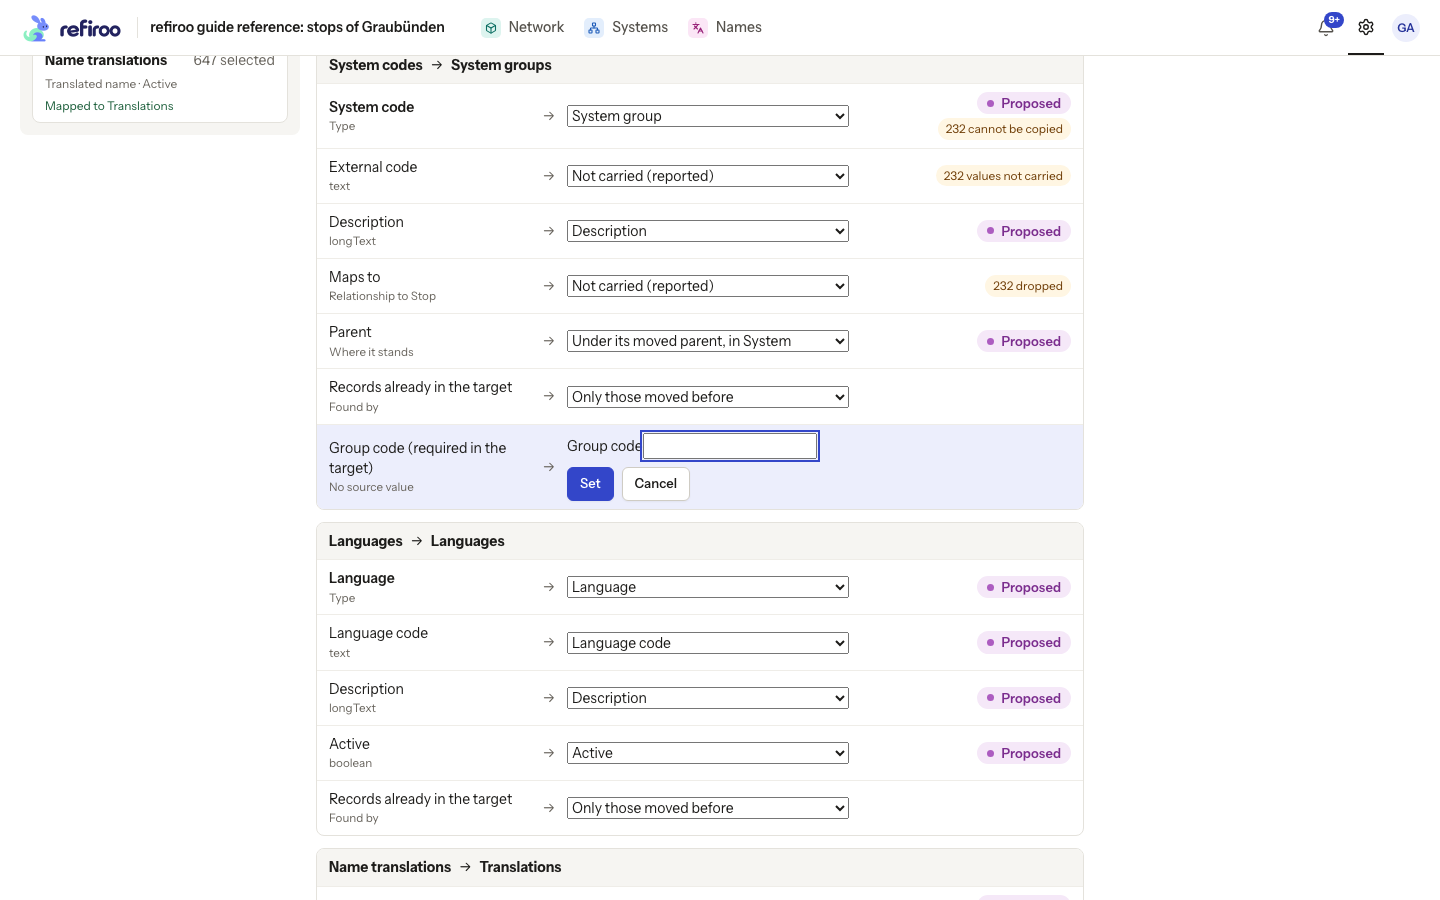 refiroo
refiroo guide reference: stops of Graubünden
Network
Systems
Names
9+
GA
Name translations 647 selected
Translated name · Active
Mapped to Translations
System codes → System groups
System code
Type
→ System group
Proposed
232 cannot be copied
External code
text
→ Not carried (reported)
232 values not carried
Description
longText
→ Description
Proposed
Maps to
Relationship to Stop
→ Not carried (reported)
232 dropped
Parent
Where it stands
→ Under its moved parent, in System
Proposed
Records already in the target
Found by
→ Only those moved before
Group code (required in the
target)
No source value
→ Group code
Set Cancel
Languages → Languages
Language
Type
→ Language
Proposed
Language code
text
→ Language code
Proposed
Description
longText
→ Description
Proposed
Active
boolean
→ Active
Proposed
Records already in the target
Found by
→ Only those moved before
Name translations → Translations